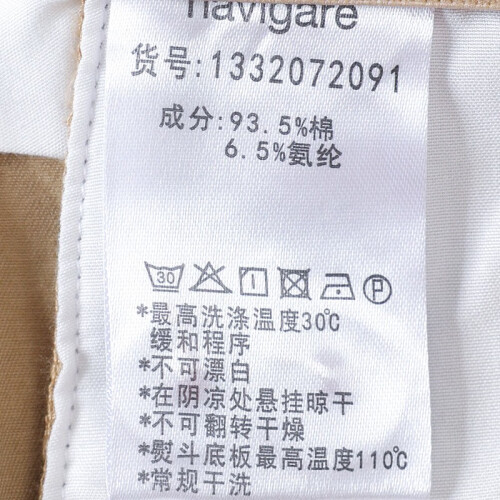 navigare
货号:1332072091
成分:93.5%棉
6.5%氨纶
30 P
*最高洗涤温度30℃
缓和程序
*不可漂白
*在阴凉处悬挂晾干
*不可翻转干燥
*熨斗底板最高温度110℃
*常规干洗